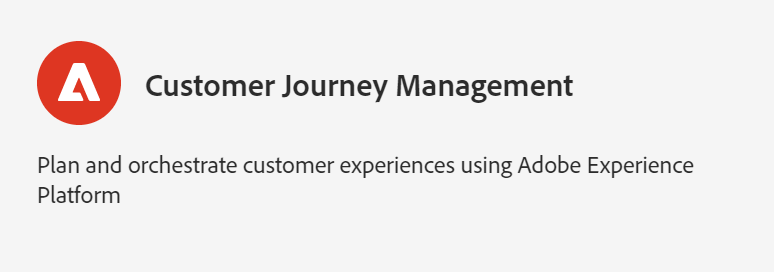 Customer Journey Management
Plan and orchestrate customer experiences using Adobe Experience
Platform